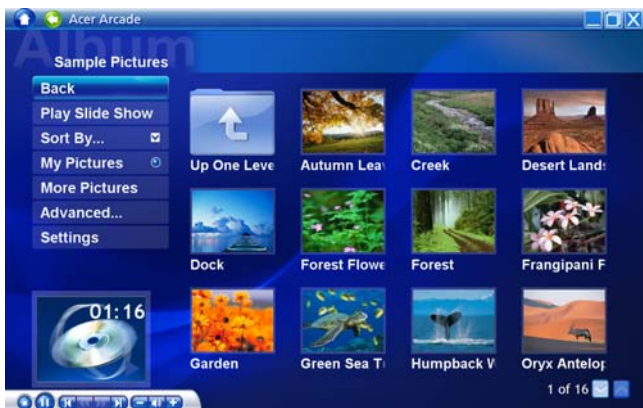 Acer Arcade
Album
Sample Pictures
Back
Play Slide Show
Sort By...
My Pictures
More Pictures
Advanced...
Settings
Up One Leve
Autumn Lea
Creek
Desert Lands
Dock
Forest Flowe
Forest
Frangipani F
Garden
Green Sea T
Humpback W
Oryx Antelop
01:16
1 of 16